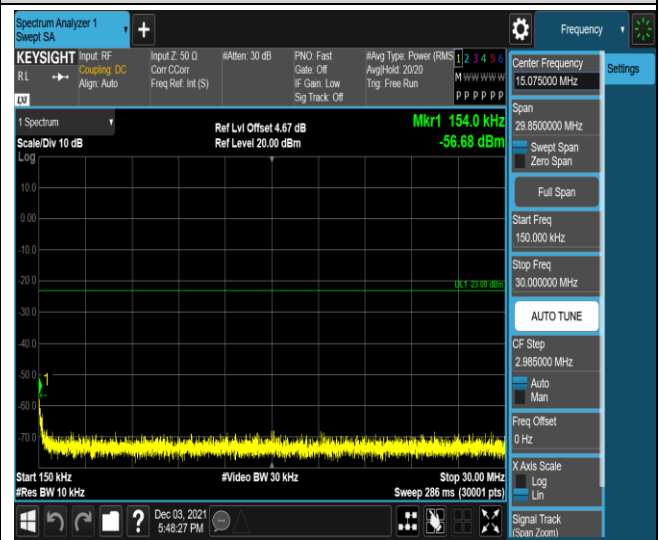 Spectrum Analyzer 1
Swept SA
Frequency
KEYSIGHT
RL
LXI
Input: RF
Coupling: DC
Align: Auto
Input Z: 50 Ω
Corr CCorr
Freq Ref: Int (S)
#Atten: 30 dB
PNO: Fast
Gate: Off
IF Gain: Low
Sig Track: Off
#Avg Type: Power (RMS
Avg|Hold: 20/20
Trig: Free Run
1 2 3 4 5 6
M W W W W W
P P P P P P
1 Spectrum
Scale/Div 10 dB
Log
Ref Lvl Offset 4.67 dB
Ref Level 20.00 dBm
Mkr1 154.0 kHz
-56.68 dBm
10.0
0.00
-10.0
-20.0
DL1 -23.00 dBm
-30.0
-40.0
-50.0
1
-60.0
-70.0
Start 150 kHz
#Res BW 10 kHz
#Video BW 30 kHz
Stop 30.00 MHz
Sweep 286 ms (30001 pts)
Dec 03, 2021
5:48:27 PM
Center Frequency
15.075000 MHz
Span
29.8500000 MHz
Swept Span
Zero Span
Full Span
Start Freq
150.000 kHz
Stop Freq
30.000000 MHz
AUTO TUNE
CF Step
2.985000 MHz
Auto
Man
Freq Offset
0 Hz
X Axis Scale
Log
Lin
Signal Track
(Span Zoom)
Settings